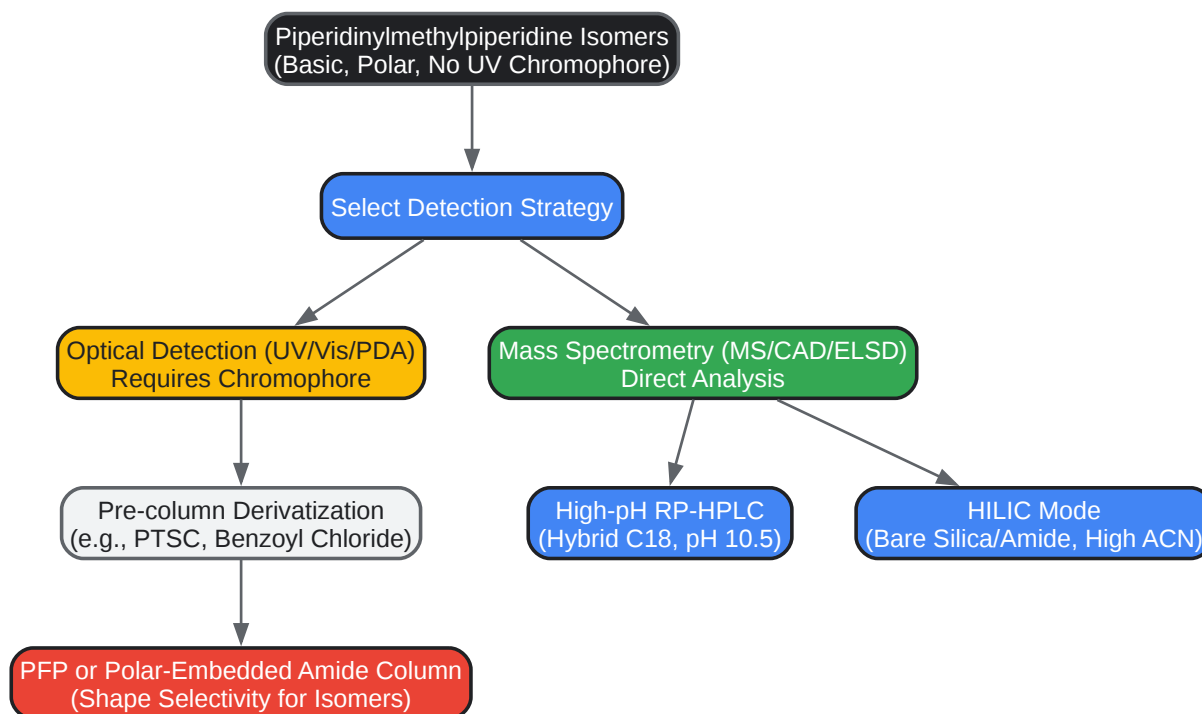 Piperidinylmethylpiperidine Isomers
(Basic, Polar, No UV Chromophore)
Select Detection Strategy
Optical Detection (UV/Vis/PDA)
Requires Chromophore
Mass Spectrometry (MS/CAD/ELSD)
Direct Analysis
Pre-column Derivatization
(e.g., PTSC, Benzoyl Chloride)
High-pH RP-HPLC
(Hybrid C18, pH 10.5)
HILIC Mode
(Bare Silica/Amide, High ACN)
PFP or Polar-Embedded Amide Column
(Shape Selectivity for Isomers)